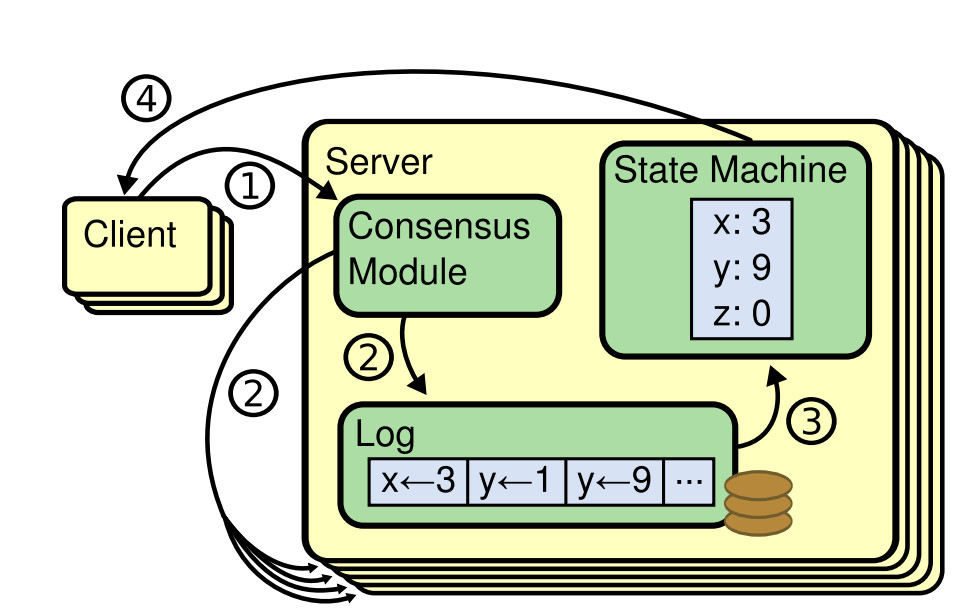 ④
①
Server
State Machine
Client
Consensus
Module
x: 3
y: 9
z: 0
②
②
③
Log
x←3 y←1 y←9 ...